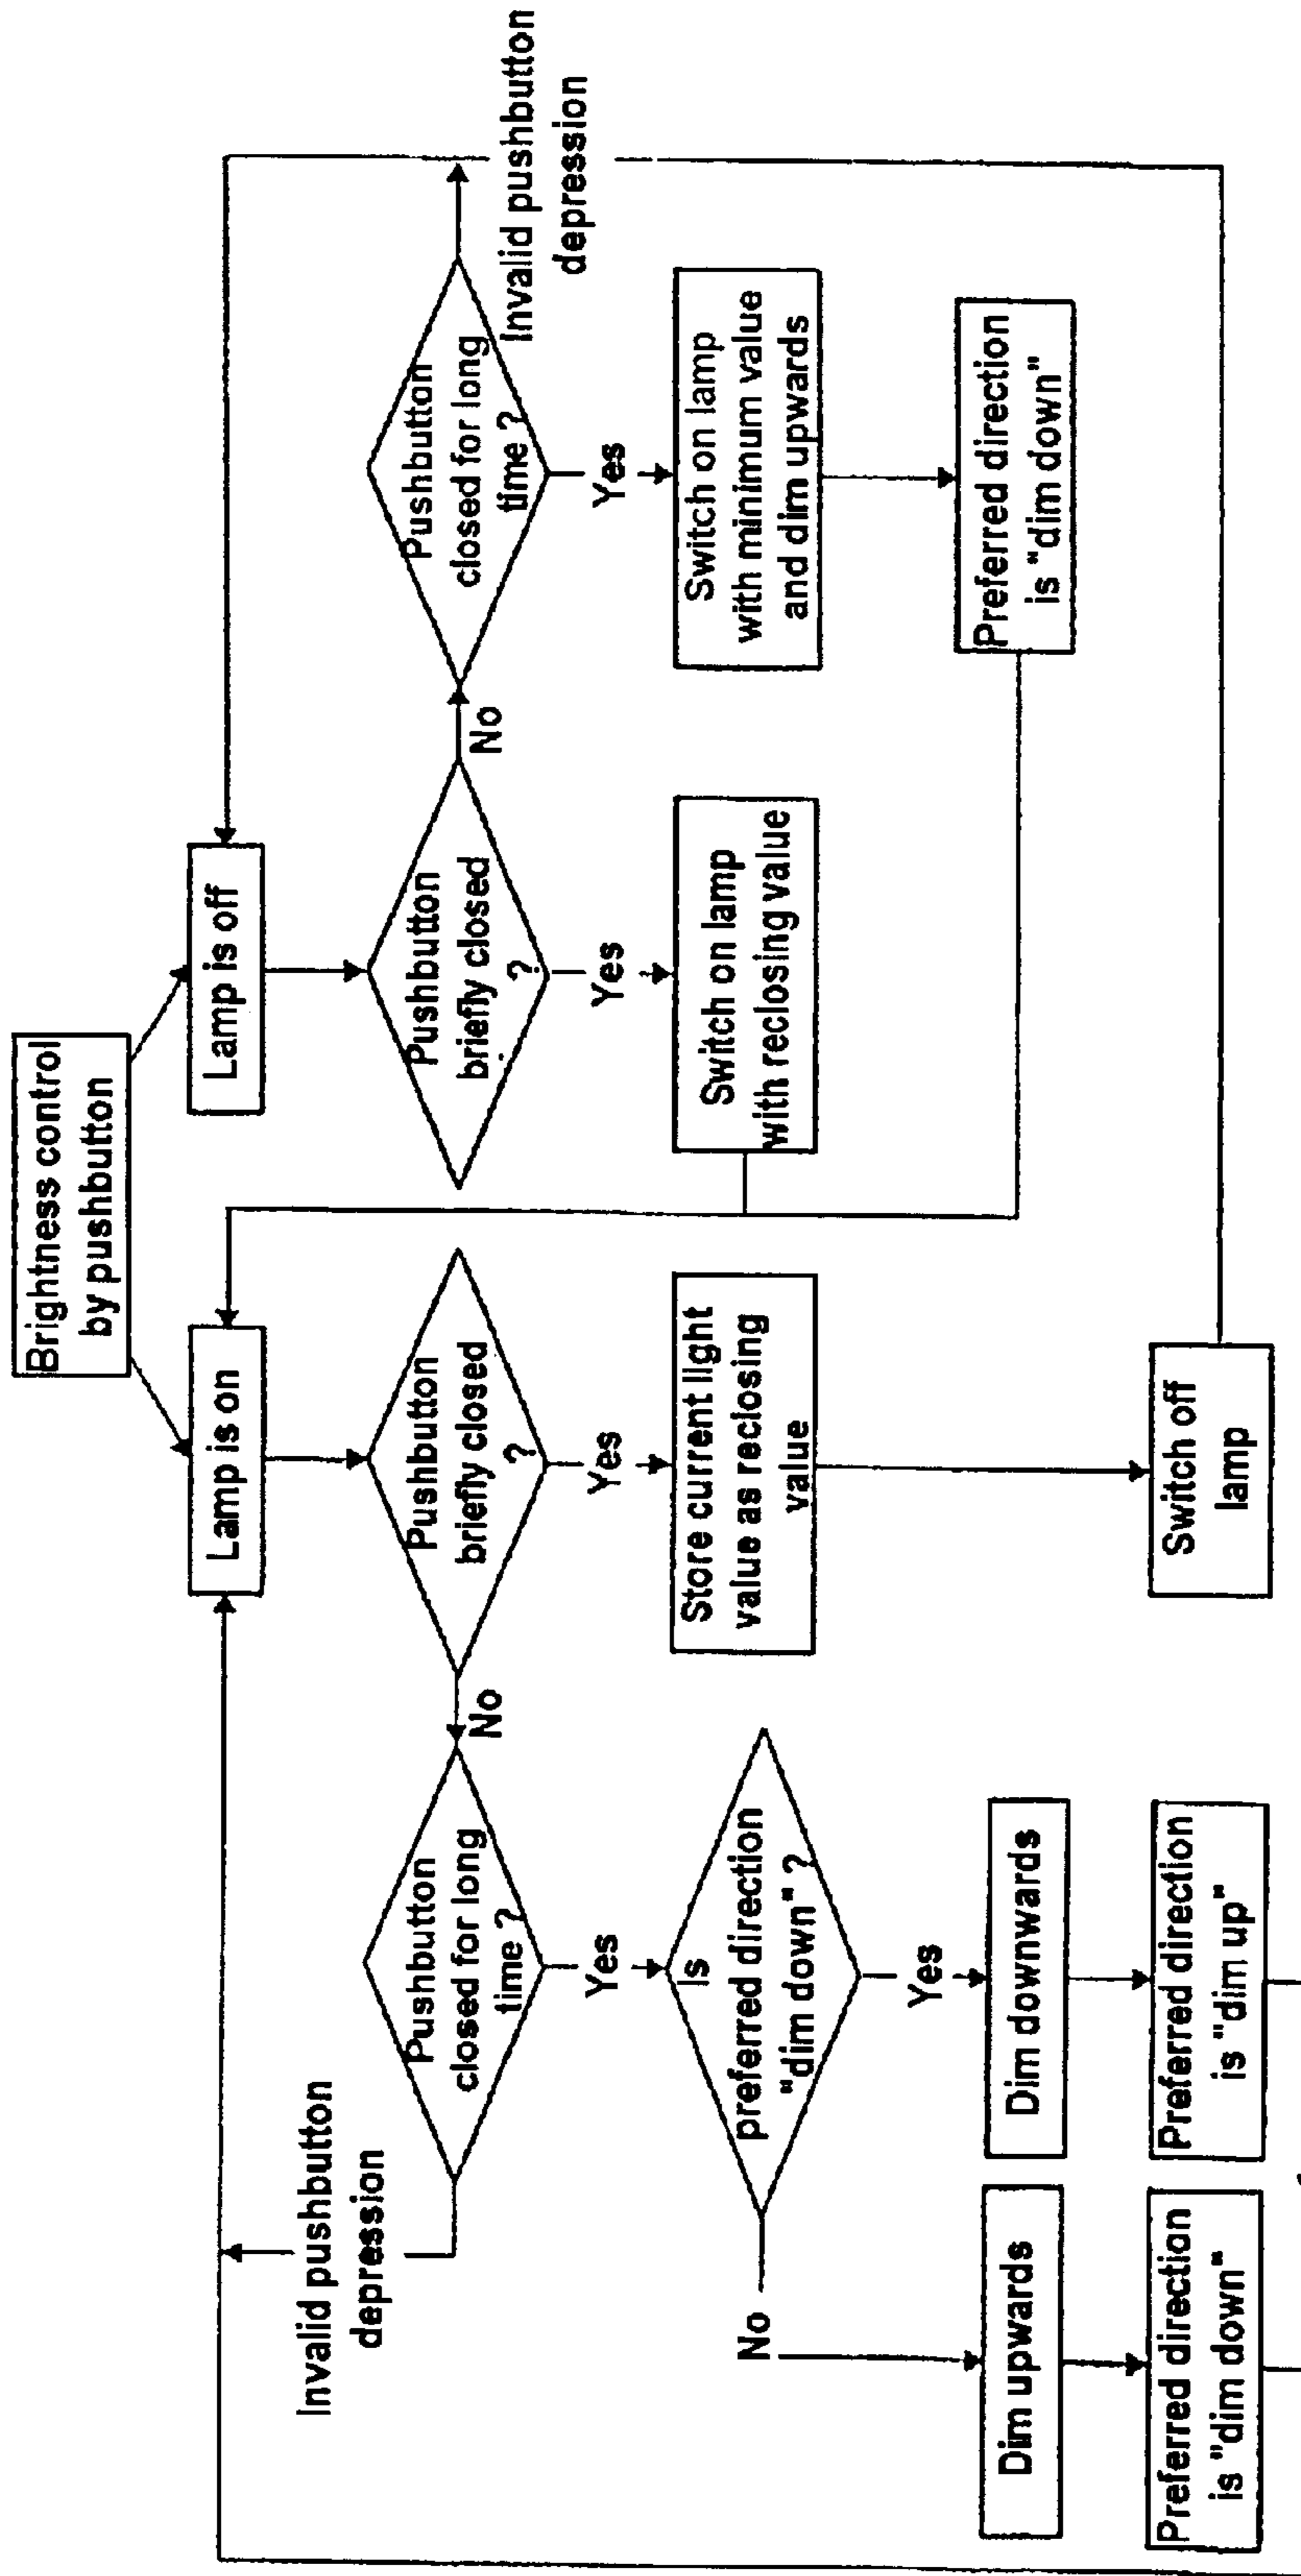 Brightness control
by pushbutton
Lamp is on
Lamp is off
Pushbutton
closed for long
time ?
No
Pushbutton
briefly closed
?
Pushbutton
briefly closed
?
No
Pushbutton
closed for long
time ?
Invalid pushbutton
depression
Invalid pushbutton
depression
Yes
Yes
Yes
Yes
Is
preferred direction
"dim down" ?
Store current light
value as reclosing
value
Switch on lamp
with reclosing value
Switch on lamp
with minimum value
and dim upwards
No
Yes
Dim upwards
Dim downwards
Preferred direction
is "dim down"
Preferred direction
is "dim down"
Preferred direction
is "dim up"
Switch off
lamp